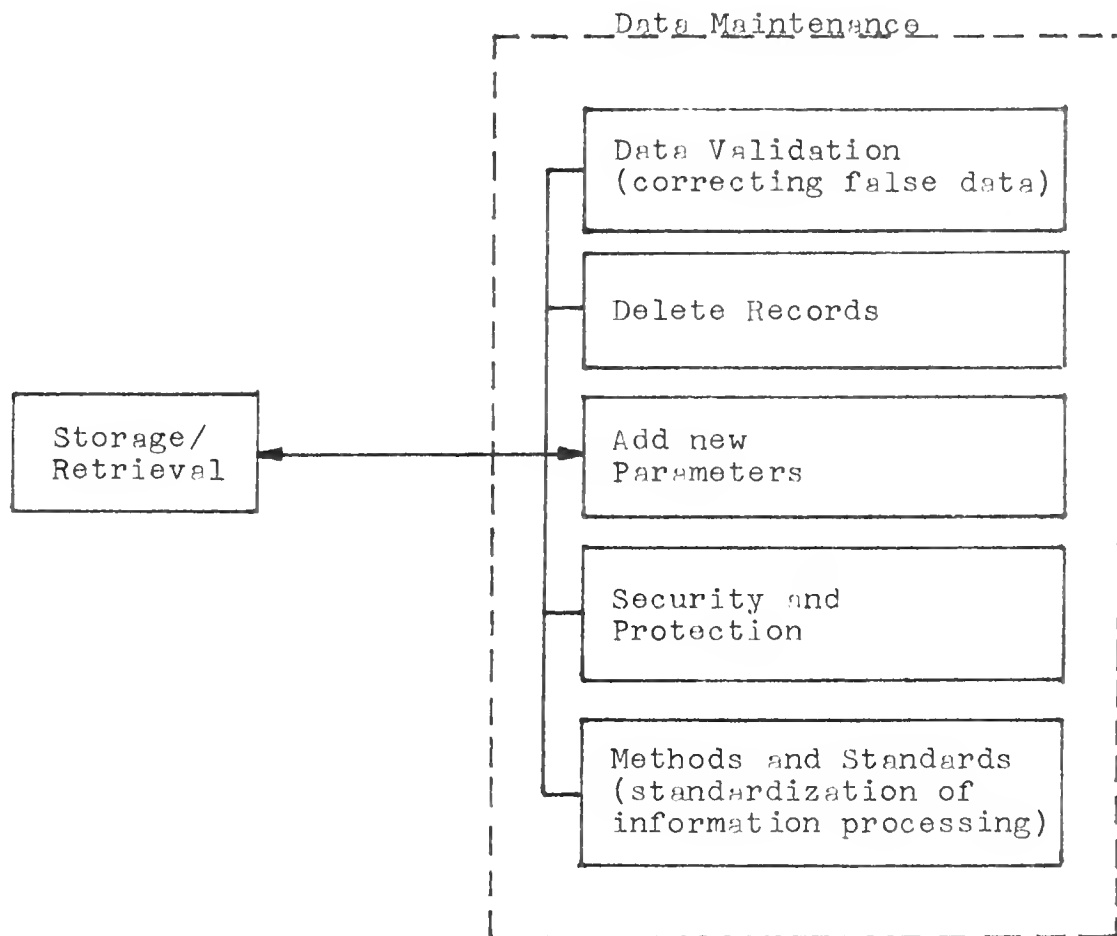 Data Maintenance
Data Validation
(correcting false data)
Delete Records
Storage/
Retrieval
Add new
Parameters
Security and
Protection
Methods and Standards
(standardization of
information processing)